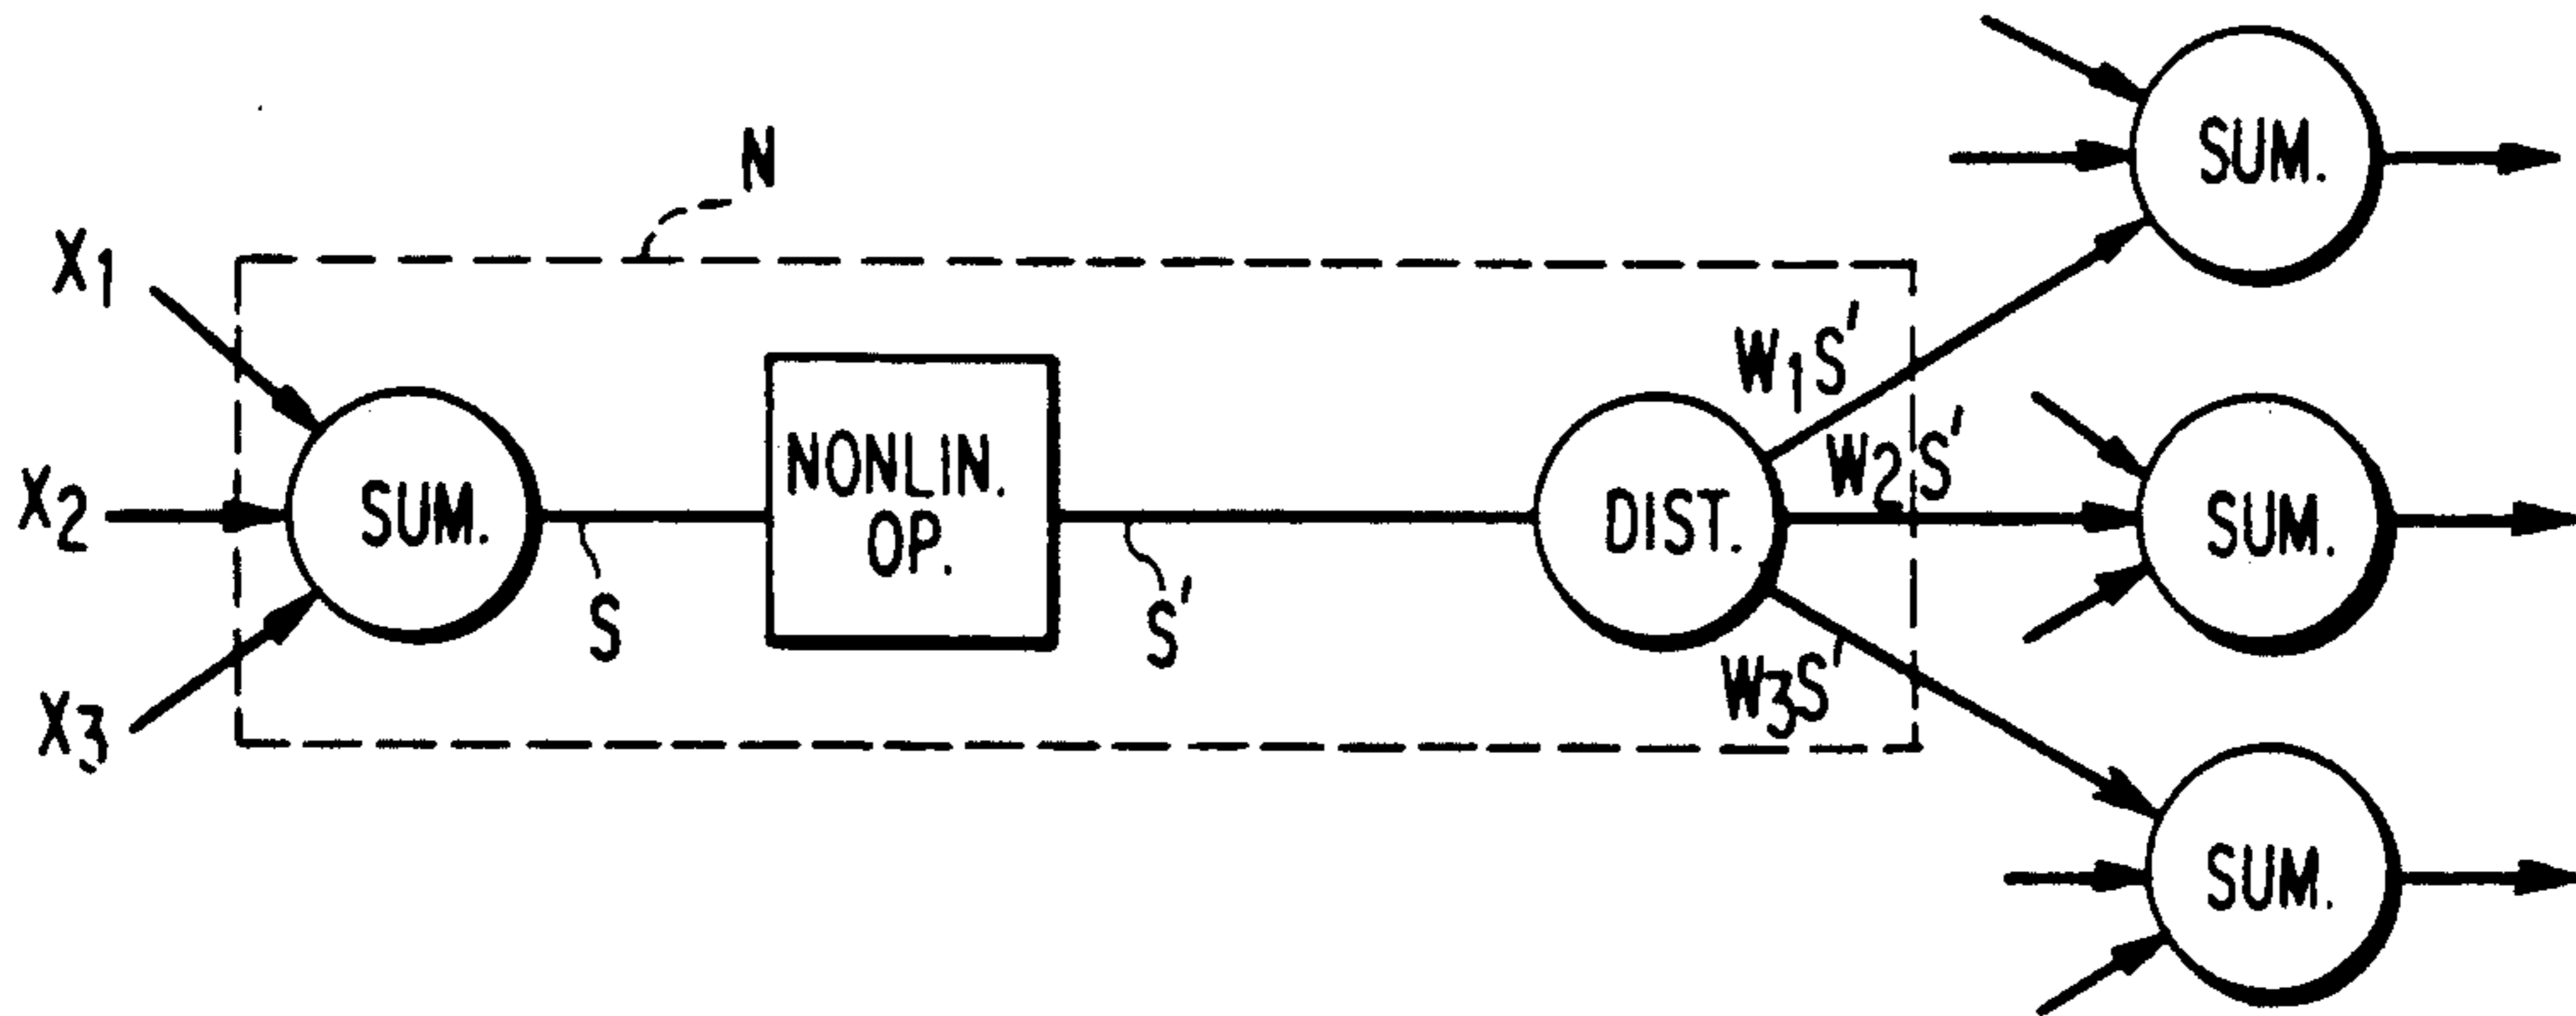 N
X1
X2
X3
SUM.
S
NONLIN.
OP.
S'
DIST.
W1S'
W2S'
W3S'
SUM.
SUM.
SUM.